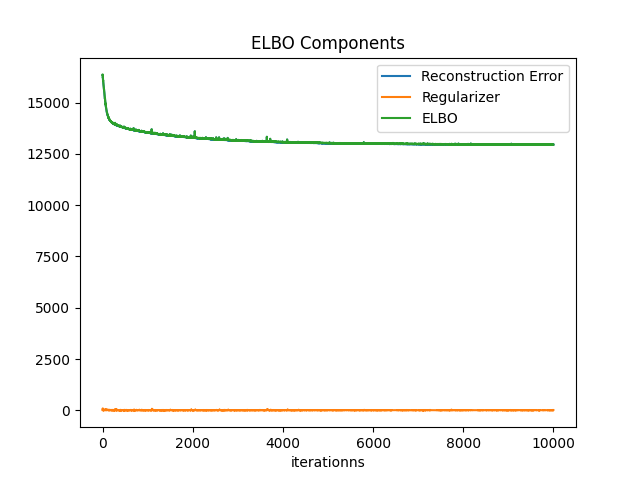 ELBO Components
Reconstruction Error
Regularizer
ELBO
15000
12500
10000
7500
5000
2500
0
0 2000 4000 6000 8000 10000
iterationns